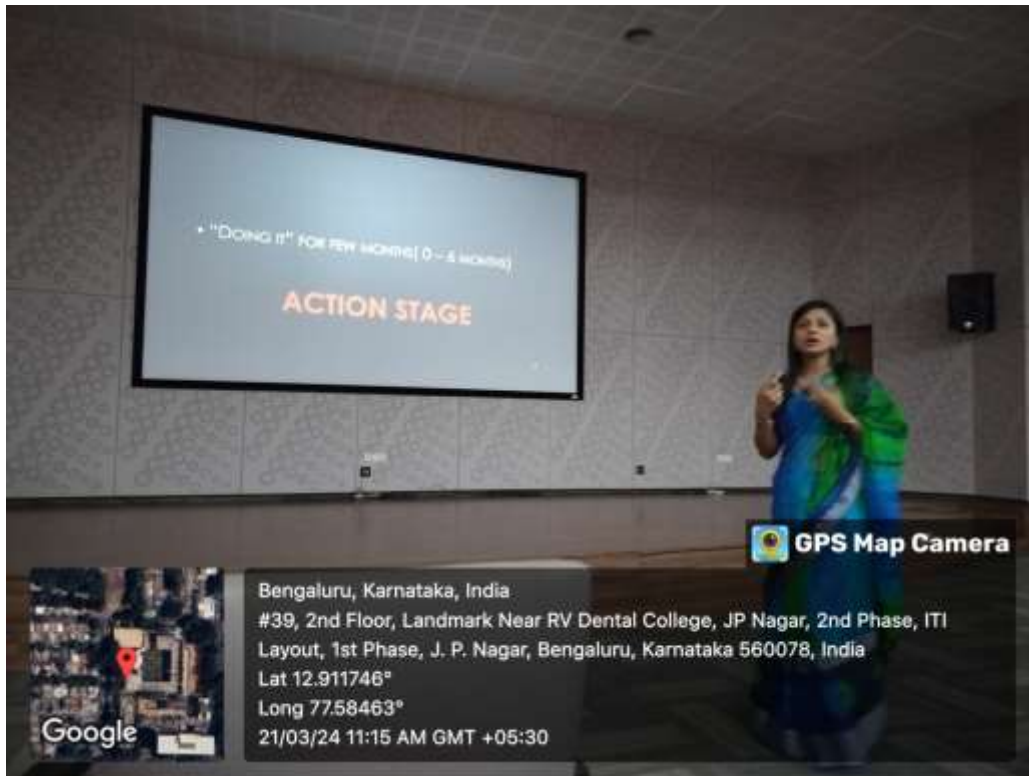 • "DOING IT" FOR FEW MONTHS( 0 – 6 MONTHS)
ACTION STAGE
GPS Map Camera
Bengaluru, Karnataka, India
#39, 2nd Floor, Landmark Near RV Dental College, JP Nagar, 2nd Phase, ITI
Layout, 1st Phase, J. P. Nagar, Bengaluru, Karnataka 560078, India
Lat 12.911746°
Long 77.58463°
21/03/24 11:15 AM GMT +05:30
Google